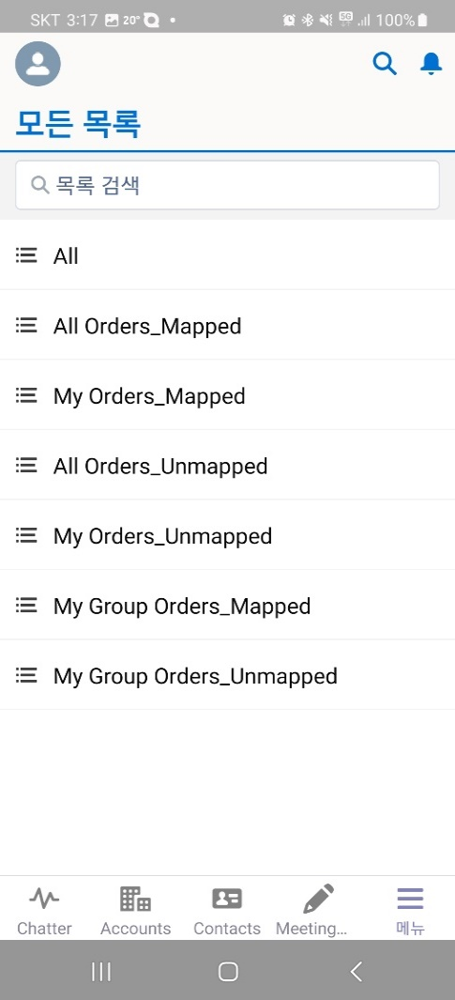 SKT 3:17 20° 5G 100%
모든 목록
목록 검색
All
All Orders_Mapped
My Orders_Mapped
All Orders_Unmapped
My Orders_Unmapped
My Group Orders_Mapped
My Group Orders_Unmapped
Chatter Accounts Contacts Meeting... 메뉴